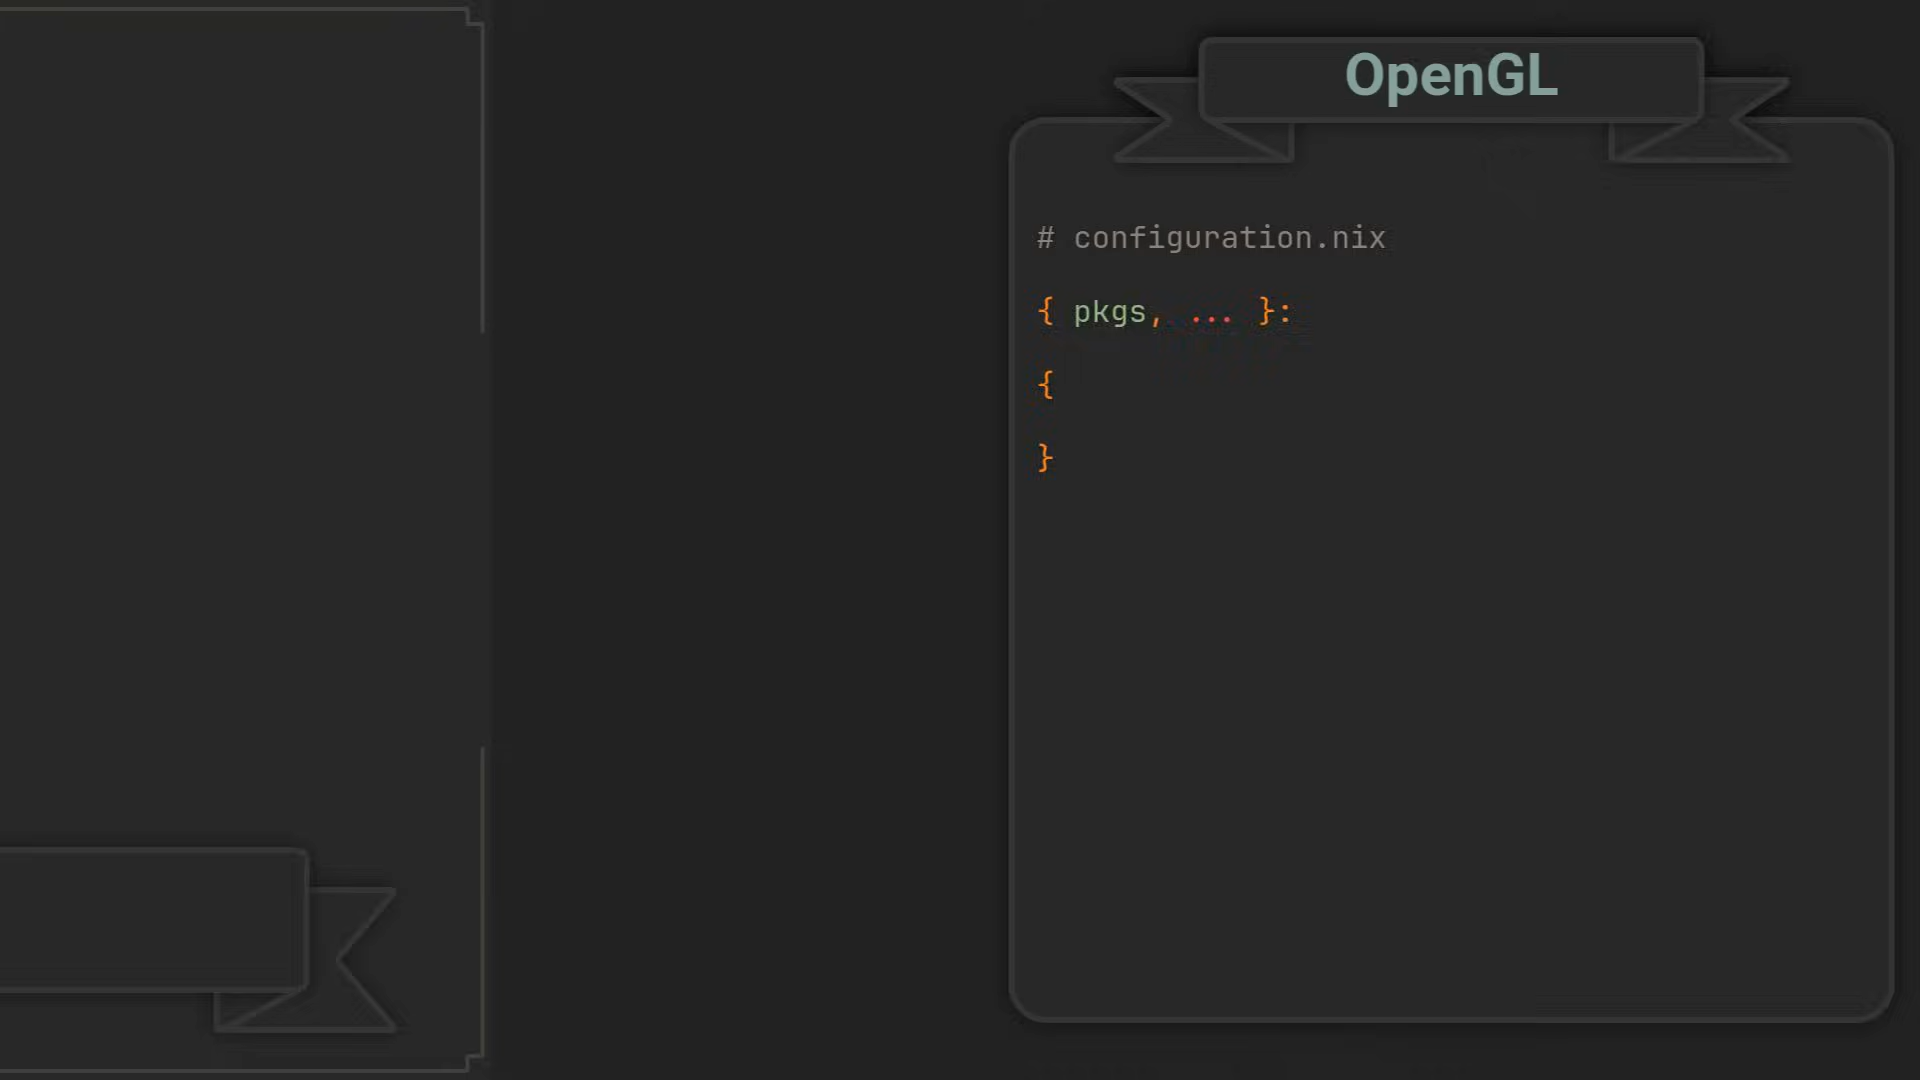 OpenGL
# configuration.nix
{ pkgs, ... }:
{
}